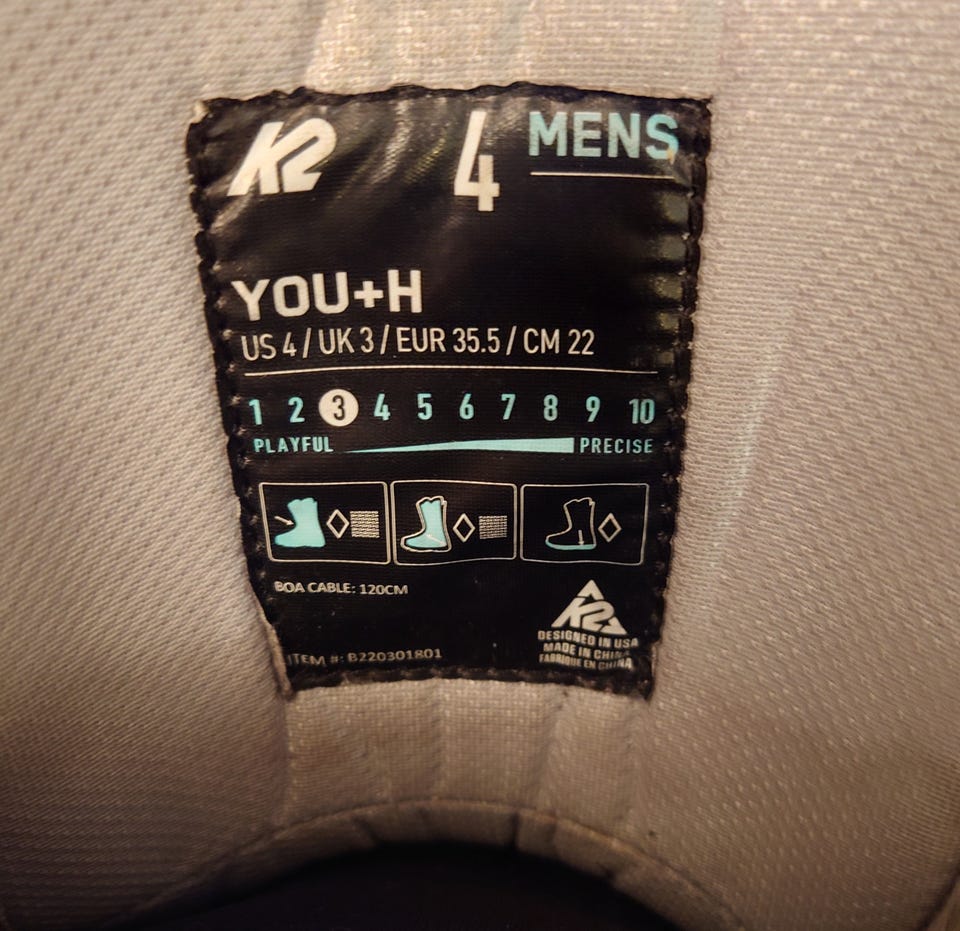 K2 4 MENS
YOU+H
US 4 / UK 3 / EUR 35.5 / CM 22
1 2 3 4 5 6 7 8 9 10
PLAYFUL PRECISE
BOA CABLE: 120CM
K2
DESIGNED IN USA
MADE IN CHINA
FABRIQUE EN CHINA
ITEM #: B220301801